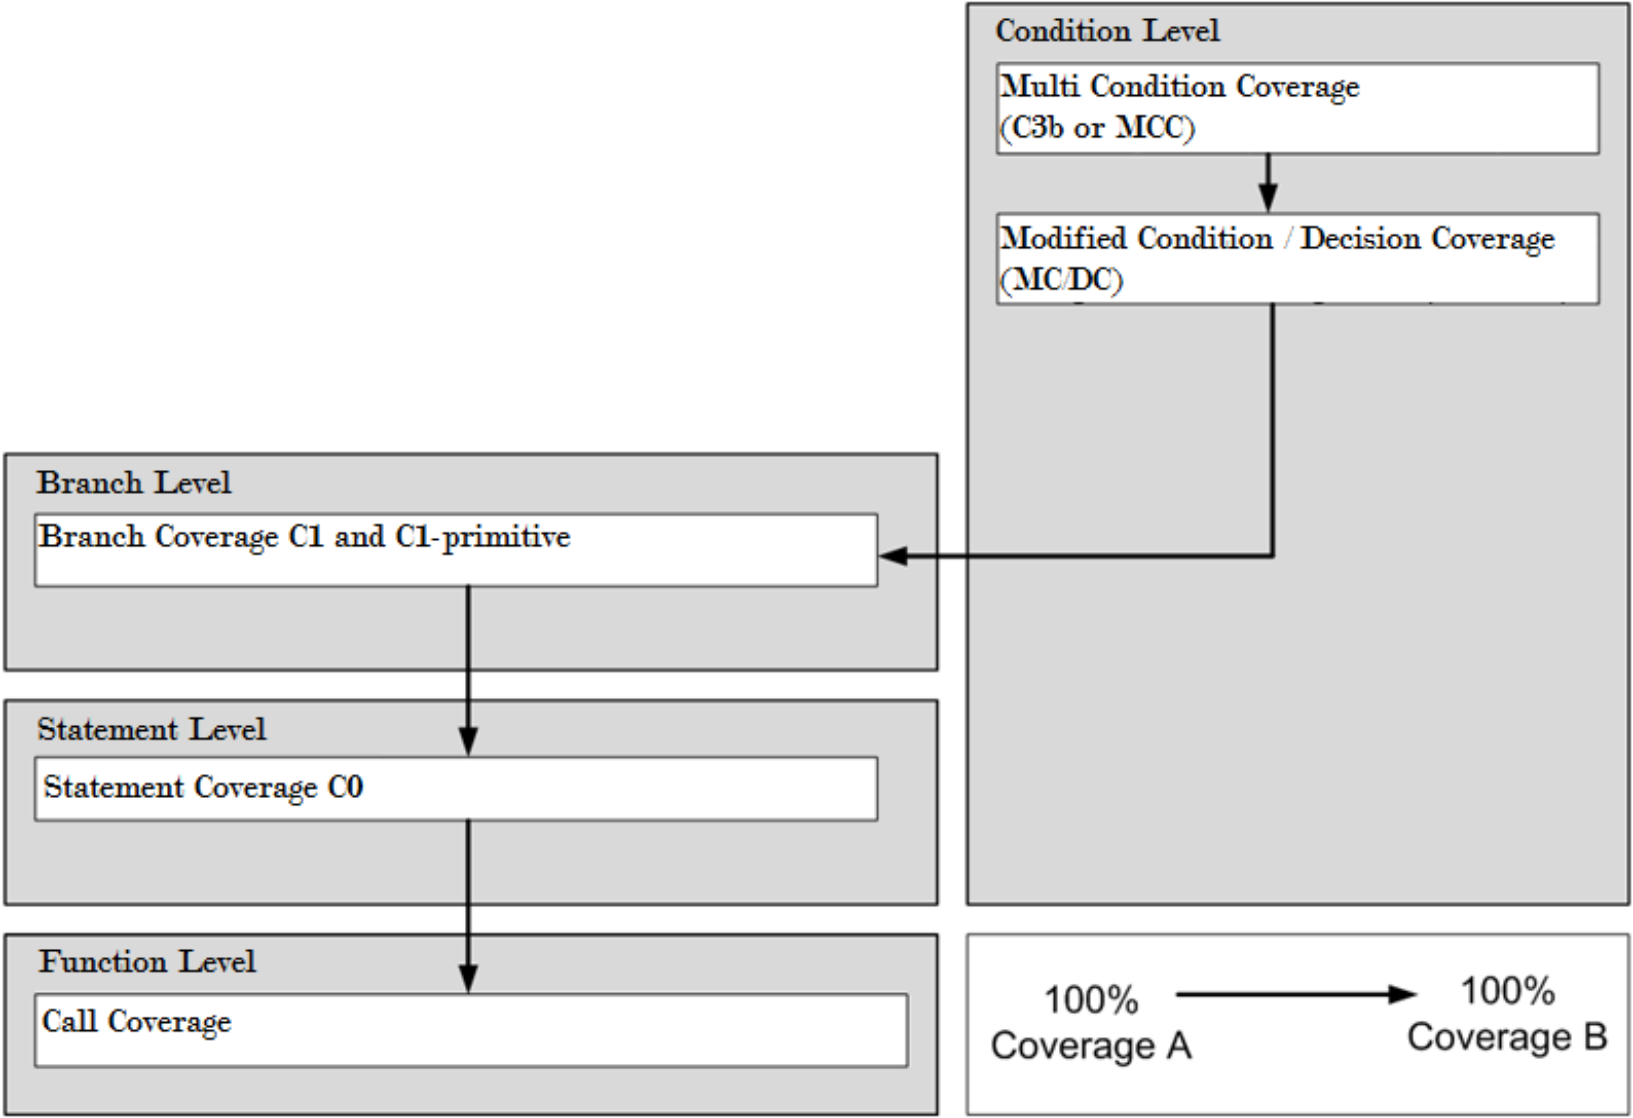 Condition Level
Multi Condition Coverage
(C3b or MCC)
Modified Condition / Decision Coverage
(MC/DC)
Branch Level
Branch Coverage C1 and C1-primitive
Statement Level
Statement Coverage C0
Function Level
Call Coverage
100%
Coverage A
100%
Coverage B